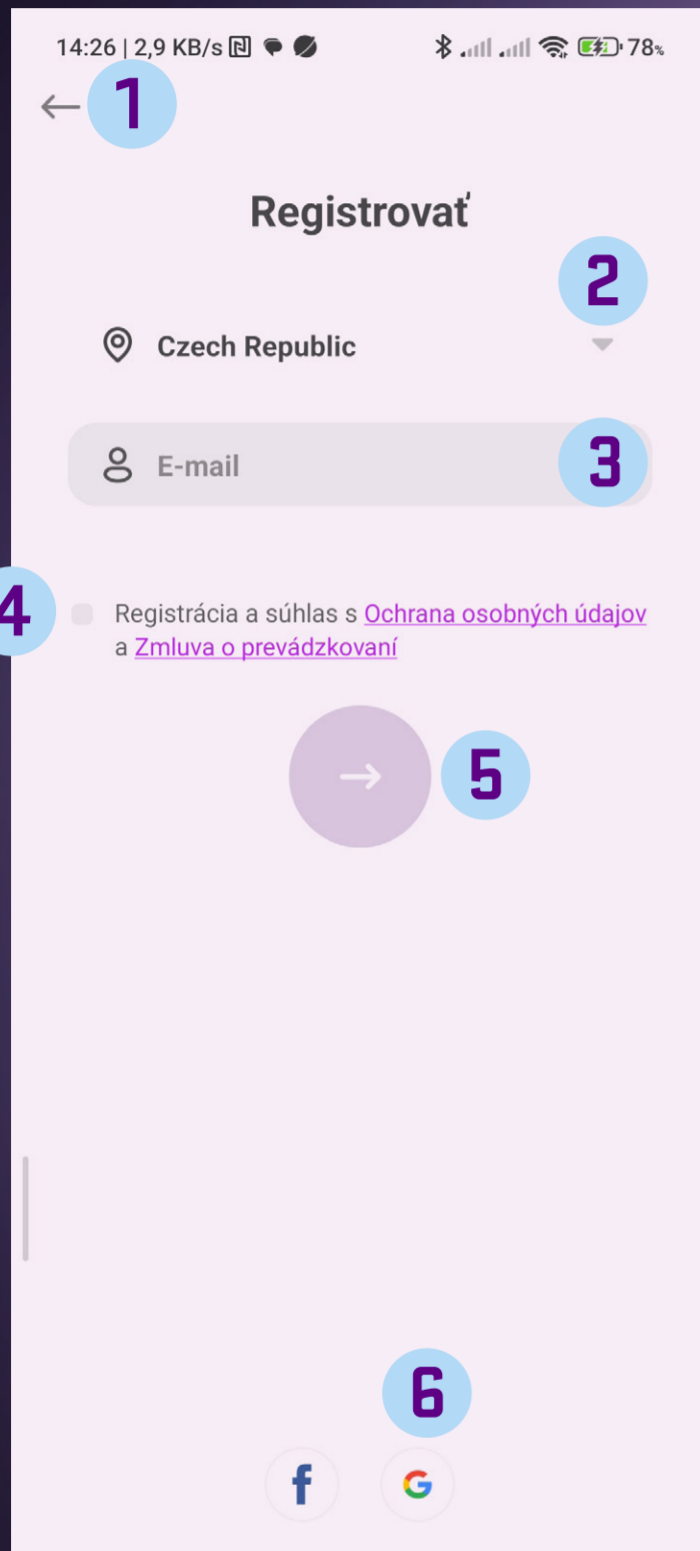 14:26 | 2,9 KB/s 78%
1
Registrovať
2
Czech Republic
E-mail 3
4 Registrácia a súhlas s Ochrana osobných údajov
a Zmluva o prevádzkovaní
5
6
f G